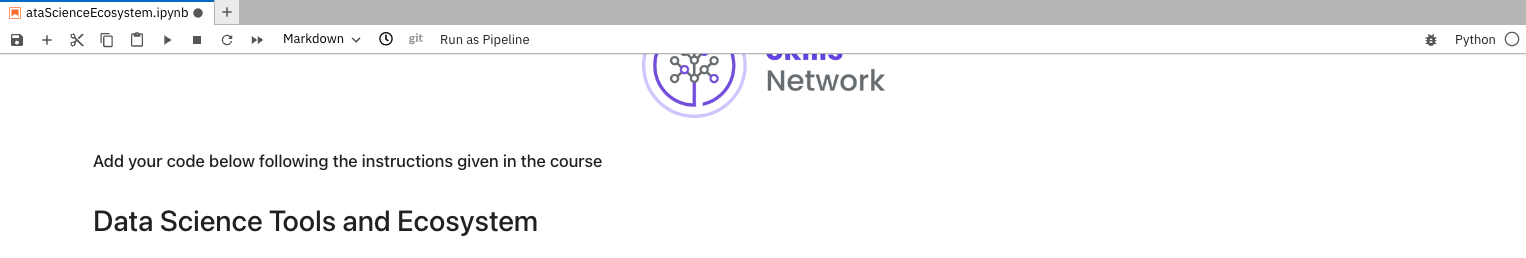 ataScienceEcosystem.ipynb
Markdown git Run as Pipeline Python
Skills
Network
Add your code below following the instructions given in the course
Data Science Tools and Ecosystem